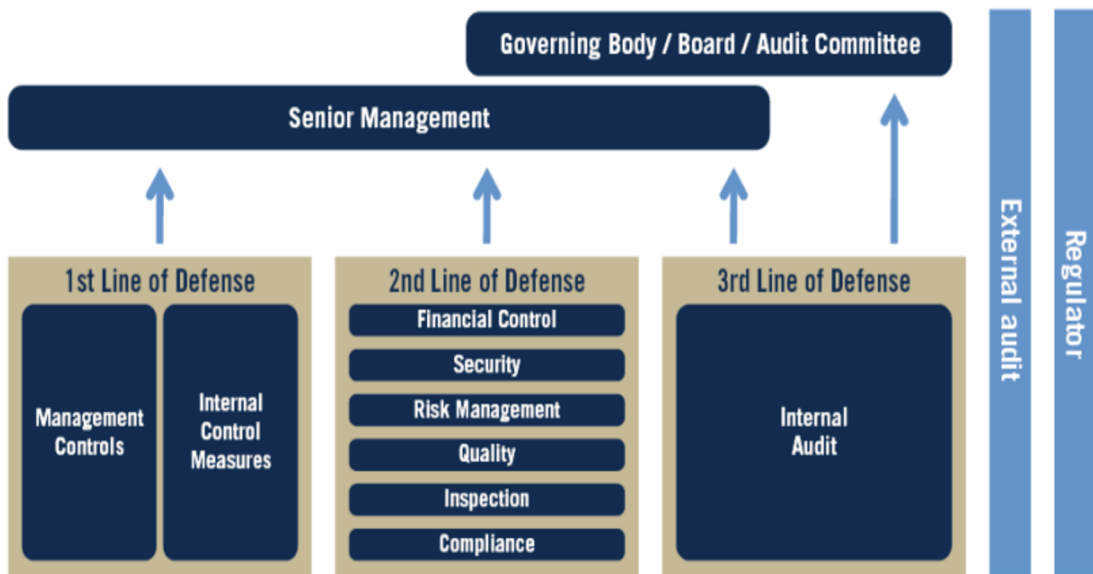 Governing Body / Board / Audit Committee
Senior Management
1st Line of Defense
Management
Controls
Internal
Control
Measures
2nd Line of Defense
Financial Control
Security
Risk Management
Quality
Inspection
Compliance
3rd Line of Defense
Internal
Audit
External audit
Regulator